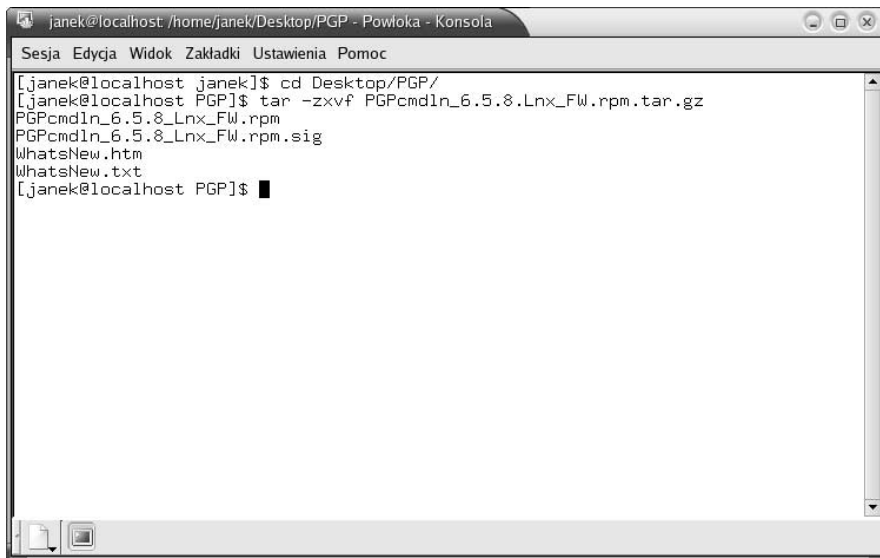 janek@localhost: /home/janek/Desktop/PGP - Powłoka - Konsola
Sesja Edycja Widok Zakładki Ustawienia Pomoc
[janek@localhost janek]$ cd Desktop/PGP/
[janek@localhost PGP]$ tar -zxvf PGPcmdln_6.5.8.Lnx_FW.rpm.tar.gz
PGPcmdln_6.5.8_Lnx_FW.rpm
PGPcmdln_6.5.8_Lnx_FW.rpm.sig
WhatsNew.htm
WhatsNew.txt
[janek@localhost PGP]$